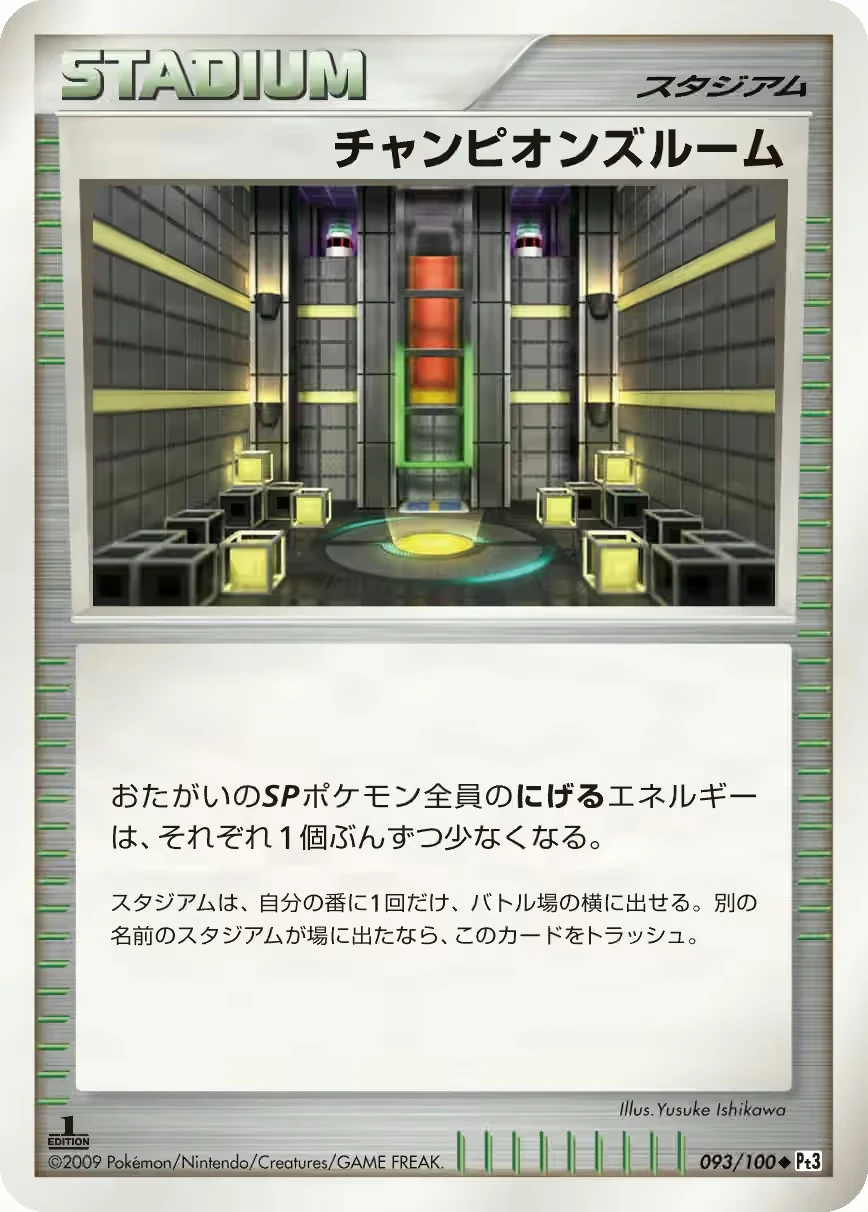 STADIUM
スタジアム
チャンピオンズルーム
おたがいのSPポケモン全員のにげるエネルギー
は、それぞれ1個ぶんずつ少なくなる。
スタジアムは、自分の番に1回だけ、バトル場の横に出せる。別の
名前のスタジアムが場に出たなら、このカードをトラッシュ。
Illus. Yusuke Ishikawa
1
EDITION
©2009 Pokémon/Nintendo/Creatures/GAME FREAK.
093/100◆ Pt3